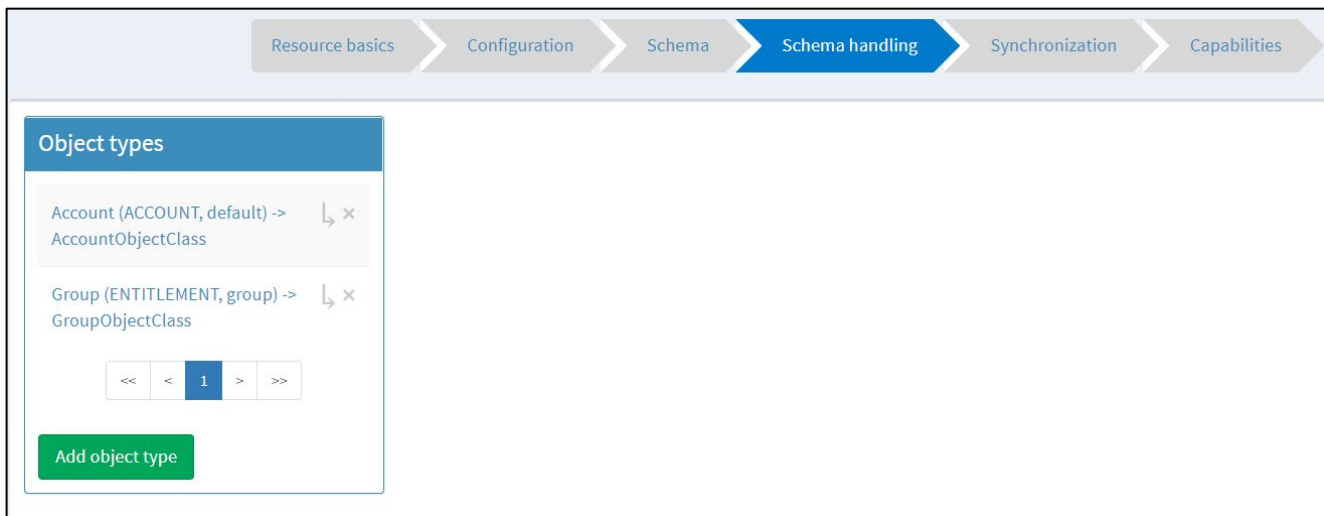 Resource basics Configuration Schema Schema handling Synchronization Capabilities
Object types
Account (ACCOUNT, default) ->
AccountObjectClass
Group (ENTITLEMENT, group) ->
GroupObjectClass
<< < 1 > >>
Add object type